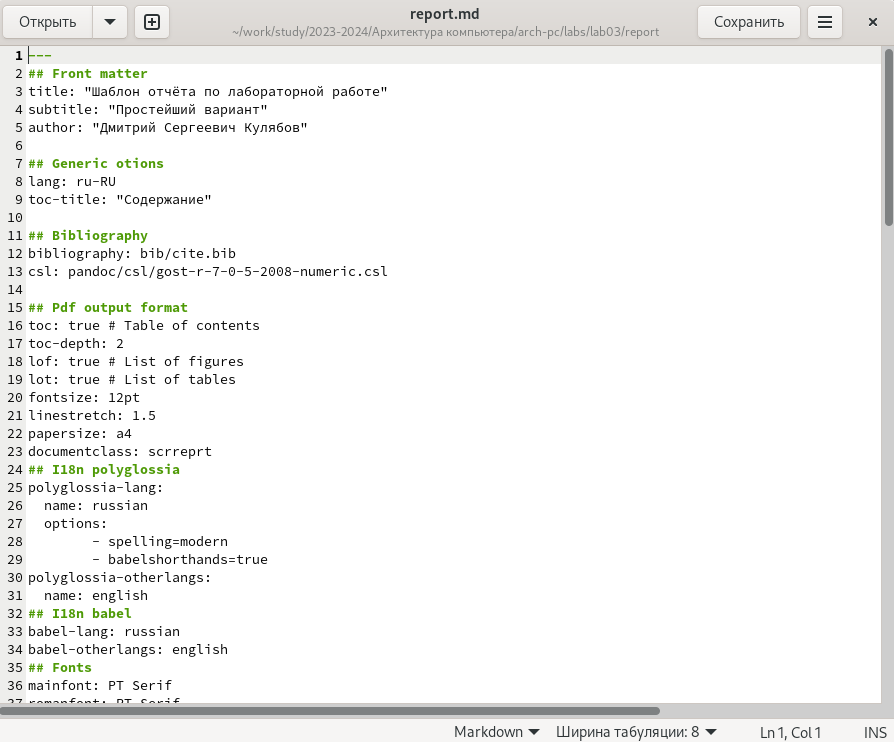 Открыть
report.md
~/work/study/2023-2024/Архитектура компьютера/arch-pc/labs/lab03/report
Сохранить
1 ---
2 ## Front matter
3 title: "Шаблон отчёта по лабораторной работе"
4 subtitle: "Простейший вариант"
5 author: "Дмитрий Сергеевич Кулябов"
6
7 ## Generic otions
8 lang: ru-RU
9 toc-title: "Содержание"
10
11 ## Bibliography
12 bibliography: bib/cite.bib
13 csl: pandoc/csl/gost-r-7-0-5-2008-numeric.csl
14
15 ## Pdf output format
16 toc: true # Table of contents
17 toc-depth: 2
18 lof: true # List of figures
19 lot: true # List of tables
20 fontsize: 12pt
21 linestretch: 1.5
22 papersize: a4
23 documentclass: scrreprt
24 ## I18n polyglossia
25 polyglossia-lang:
26   name: russian
27   options:
28         - spelling=modern
29         - babelshorthands=true
30 polyglossia-otherlangs:
31   name: english
32 ## I18n babel
33 babel-lang: russian
34 babel-otherlangs: english
35 ## Fonts
36 mainfont: PT Serif
37 romanfont: PT Serif
Markdown
Ширина табуляции: 8
Ln 1, Col 1
INS